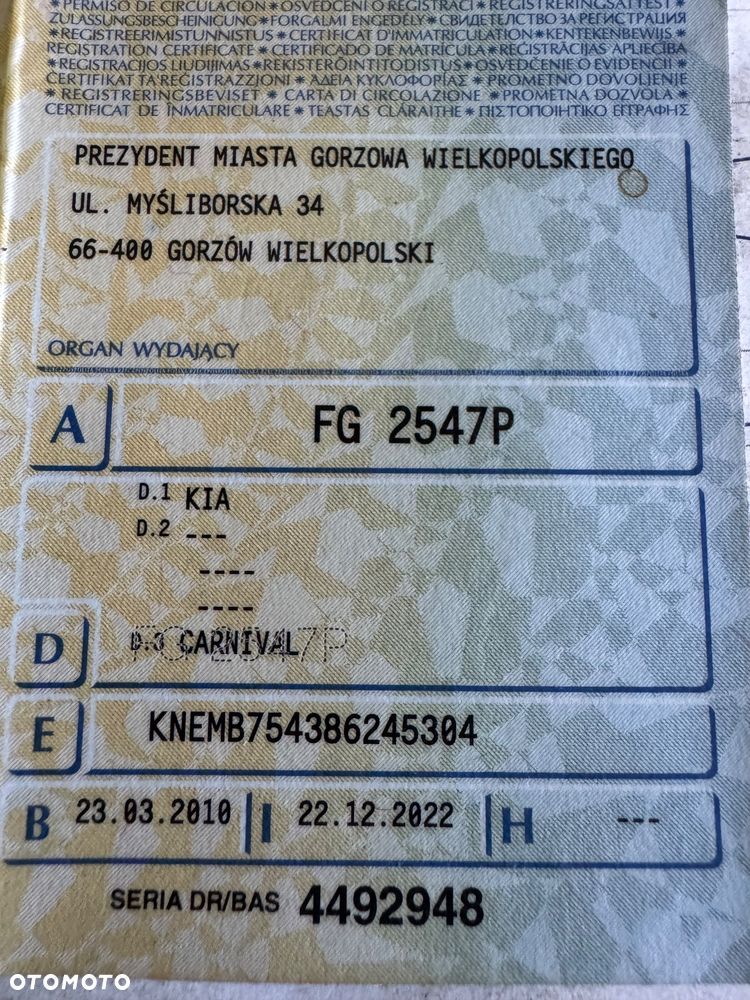 PERMISO DE CIRCULACIÓN * OSVĚDČENÍ O REGISTRACI * REGISTRERINGSATTEST *
ZULASSUNGSBESCHEINIGUNG * FORGALMI ENGEDÉLY * СВИДЕТЕЛСТВО ЗА РЕГИСТРАЦИЯ
* REGISTREERIMISTUNNISTUS * CERTIFICAT D'IMMATRICULATION * KENTEKENBEWIJS *
REGISTRATION CERTIFICATE * CERTIFICADO DE MATRÍCULA * REĢISTRĀCIJAS APLIECĪBA
* REGISTRACIJOS LIUDIJIMAS * REKISTERÖINTITODISTUS * OSVEDČENIE O EVIDENCII *
ĊERTIFIKAT TA'REĠISTRAZZJONI * ΑΔΕΙΑ ΚΥΚΛΟΦΟΡΙΑΣ * PROMETNO DOVOLJENJE
* REGISTRERINGSBEVISET * CARTA DI CIRCOLAZIONE * PROMETNA DOZVOLA *
CERTIFICAT DE ÎNMATRICULARE * TEASTAS CLÁRAITHE * ΠΙΣΤΟΠΟΙΗΤΙΚΟ ΕΓΓΡΑΦΗΣ
PREZYDENT MIASTA GORZOWA WIELKOPOLSKIEGO
UL. MYŚLIBORSKA 34
66-400 GORZÓW WIELKOPOLSKI
ORGAN WYDAJĄCY
A FG 2547P
D.1 KIA
D.2 ---
----
----
D D.3 CARNIVAL
E KNEMB754386245304
B 23.03.2010 I 22.12.2022 H ---
SERIA DR/BAS 4492948
OTOMOTO